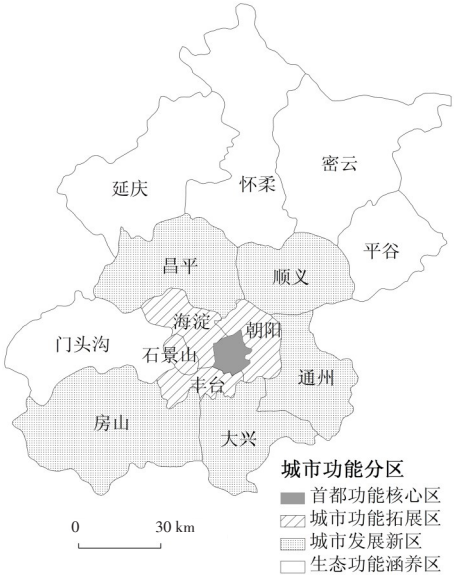 密云
怀柔
延庆
平谷
昌平
顺义
海淀
朝阳
门头沟
石景山
通州
丰台
房山
大兴
城市功能分区
首都功能核心区
城市功能拓展区
城市发展新区
生态功能涵养区
0 30 km